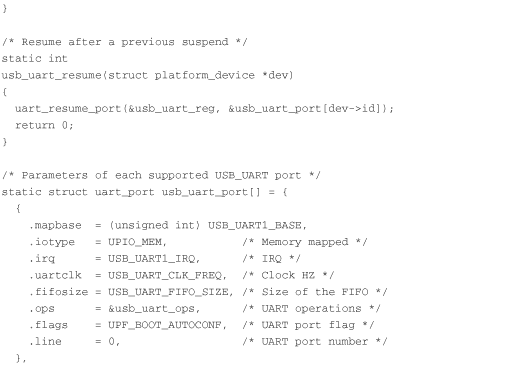 }

/* Resume after a previous suspend */
static int
usb_uart_resume(struct platform_device *dev)
{
  uart_resume_port(&usb_uart_reg, &usb_uart_port[dev->id]);
  return 0;
}

/* Parameters of each supported USB_UART port */
static struct uart_port usb_uart_port[] = {
  {
    .mapbase  = (unsigned int) USB_UART1_BASE,
    .iotype   = UPIO_MEM,            /* Memory mapped */
    .irq      = USB_UART1_IRQ,       /* IRQ */
    .uartclk  = USB_UART_CLK_FREQ,  /* Clock HZ */
    .fifosize = USB_UART_FIFO_SIZE, /* Size of the FIFO */
    .ops      = &usb_uart_ops,       /* UART operations */
    .flags    = UPF_BOOT_AUTOCONF,  /* UART port flag */
    .line     = 0,                   /* UART port number */
  },